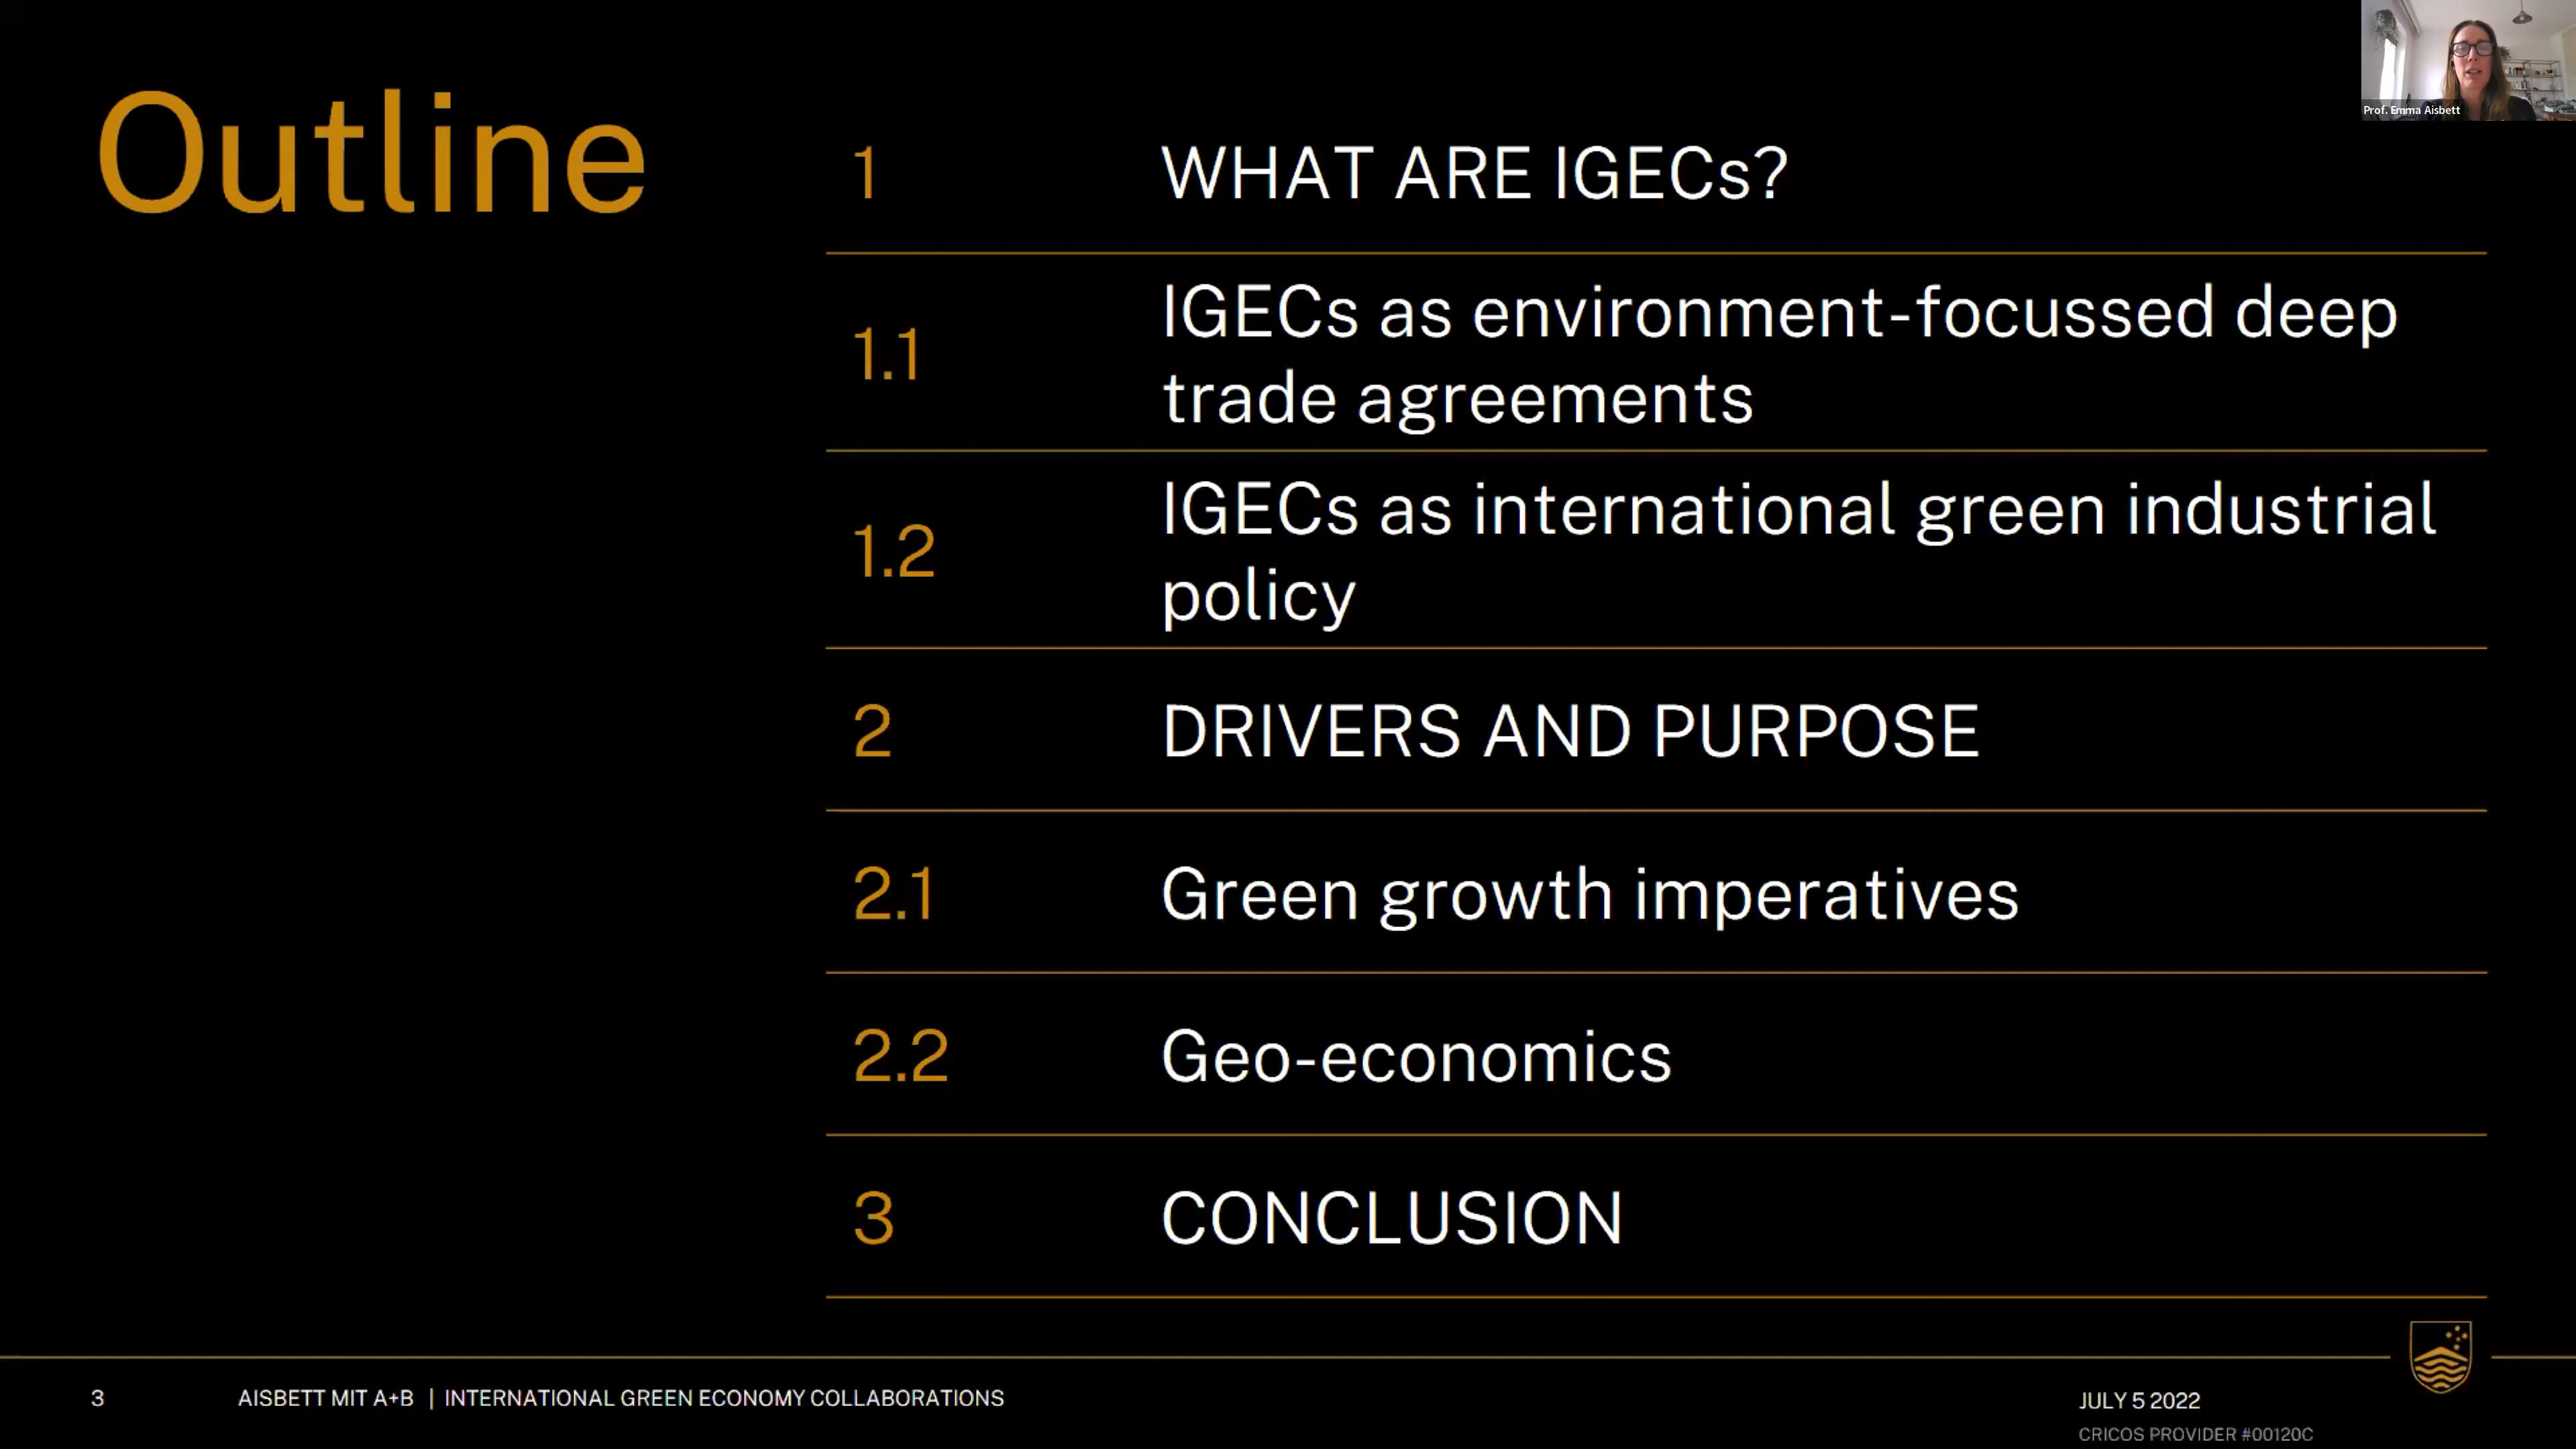 Outline
Prof. Emma Aisbett
1 WHAT ARE IGECs?
1.1 IGECs as environment-focussed deep
trade agreements
1.2 IGECs as international green industrial
policy
2 DRIVERS AND PURPOSE
2.1 Green growth imperatives
2.2 Geo-economics
3 CONCLUSION
3 AISBETT MIT A+B | INTERNATIONAL GREEN ECONOMY COLLABORATIONS
JULY 5 2022
CRICOS PROVIDER #00120C